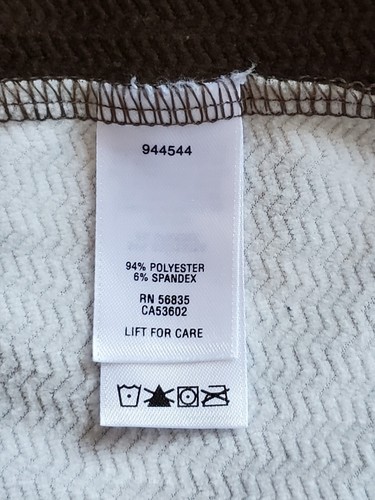 944544
94% POLYESTER
6% SPANDEX
RN 56835
CA53602
LIFT FOR CARE